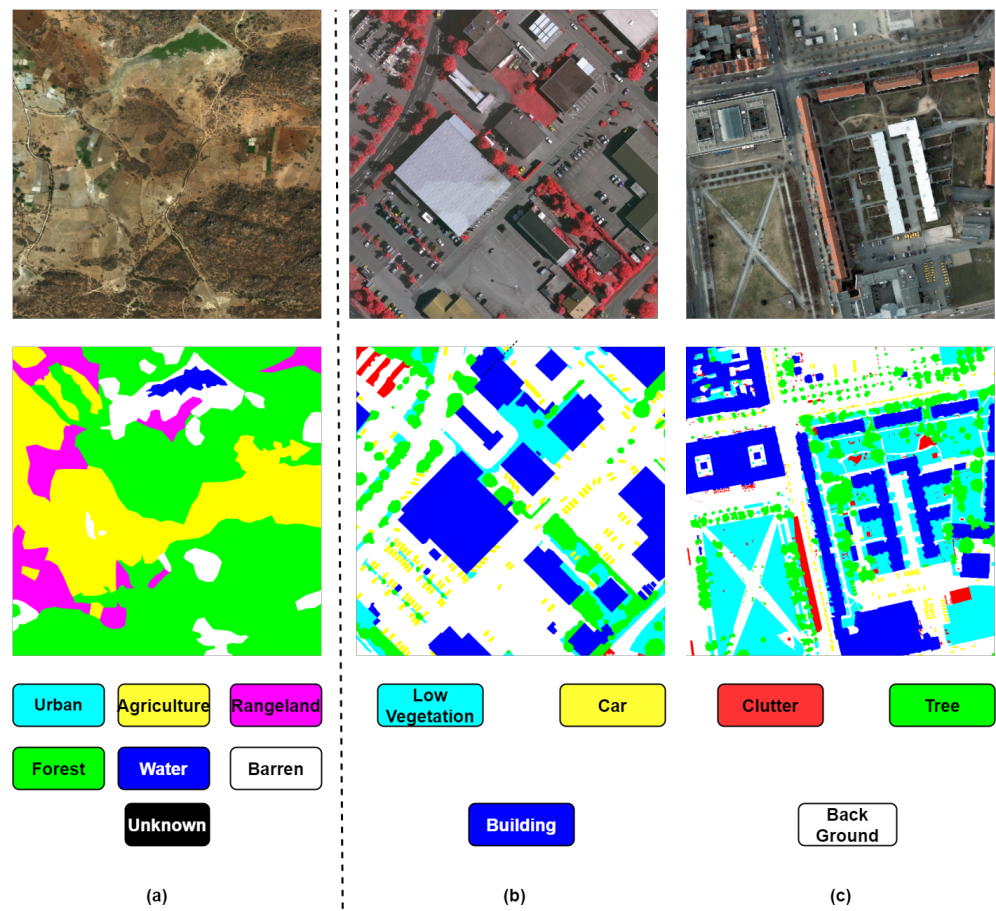 Urban
Agriculture
Rangeland
Low
Vegetation
Car
Clutter
Tree
Forest
Water
Barren
Unknown
Building
Back
Ground
(a)
(b)
(c)